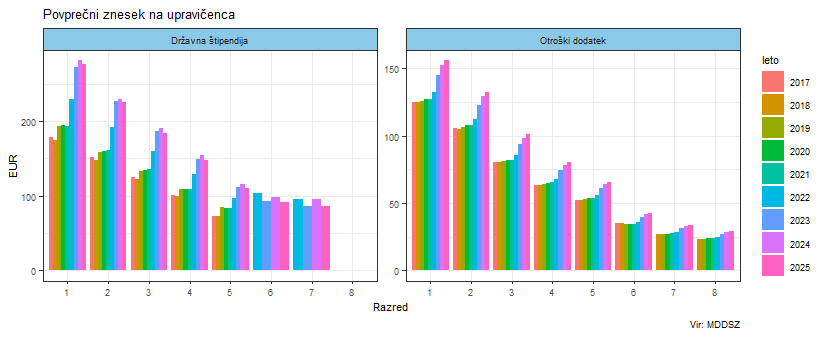 Povprečni znesek na upravičenca
Državna štipendija
Otroški dodatek
EUR
200
100
0
150
100
50
0
1 2 3 4 5 6 7 8
1 2 3 4 5 6 7 8
Razred
leto
2017
2018
2019
2020
2021
2022
2023
2024
2025
Vir: MDDSZ